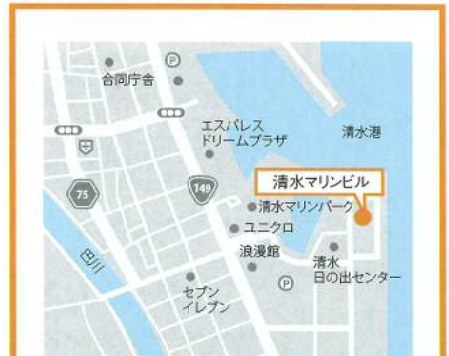 合同庁舎
P
エスパレス
ドリームプラザ
清水港
75
149
清水マリンビル
清水マリンパーク
ユニクロ
浪漫館
清水
日の出センター
巴川
セブン
イレブン
P